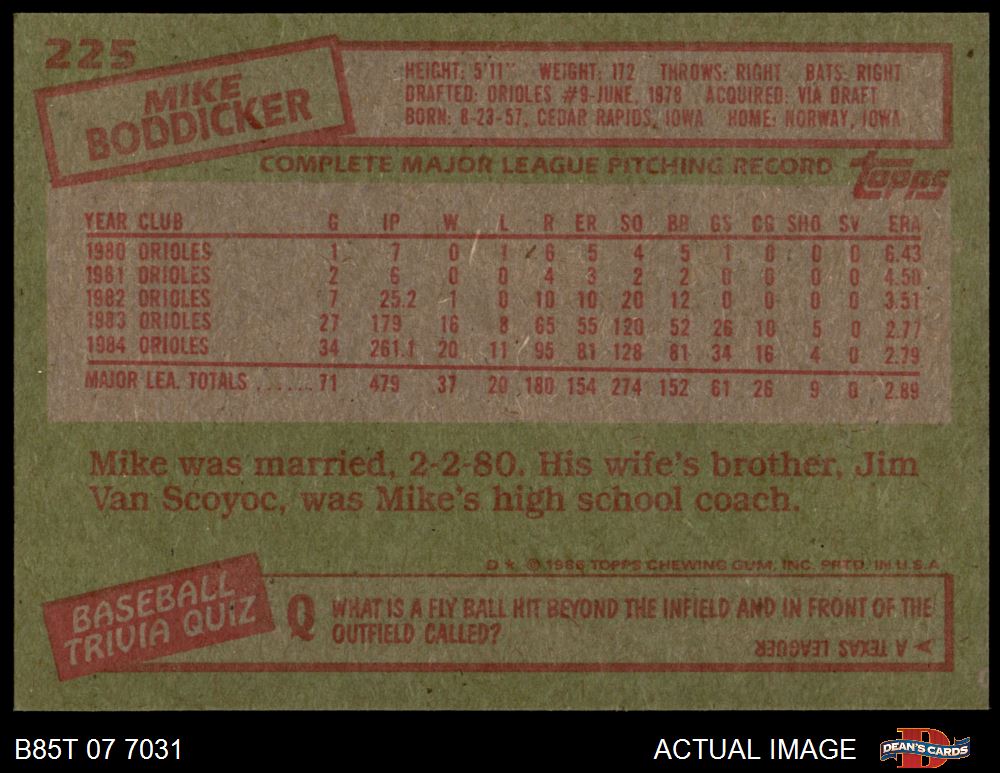 225
MIKE
BODDICKER
HEIGHT: 5'11" WEIGHT: 172 THROWS: RIGHT BATS: RIGHT
DRAFTED: ORIOLES #9-JUNE, 1978 ACQUIRED: VIA DRAFT
BORN: 8-23-57, CEDAR RAPIDS, IOWA HOME: NORWAY, IOWA
COMPLETE MAJOR LEAGUE PITCHING RECORD
topps
YEAR CLUB G IP W L R ER SO BB GS CG SHO SV ERA
1980 ORIOLES 1 7 0 1 6 5 4 5 1 0 0 0 6.43
1981 ORIOLES 2 6 0 0 4 3 2 2 0 0 0 0 4.50
1982 ORIOLES 7 25.2 1 0 10 10 20 12 0 0 0 0 3.51
1983 ORIOLES 27 179 16 8 65 55 120 52 26 10 5 0 2.77
1984 ORIOLES 34 261.1 20 11 95 81 128 81 34 16 4 0 2.79
MAJOR LEA. TOTALS ...... 71 479 37 20 180 154 274 152 61 26 9 0 2.89
Mike was married, 2-2-80. His wife's brother, Jim
Van Scoyoc, was Mike's high school coach.
D * © 1985 TOPPS CHEWING GUM, INC. PRTD. IN U.S.A
BASEBALL
TRIVIA QUIZ
Q WHAT IS A FLY BALL HIT BEYOND THE INFIELD AND IN FRONT OF THE
OUTFIELD CALLED?
A TEXAS LEAGUER
B85T 07 7031
ACTUAL IMAGE
DEAN'S CARDS